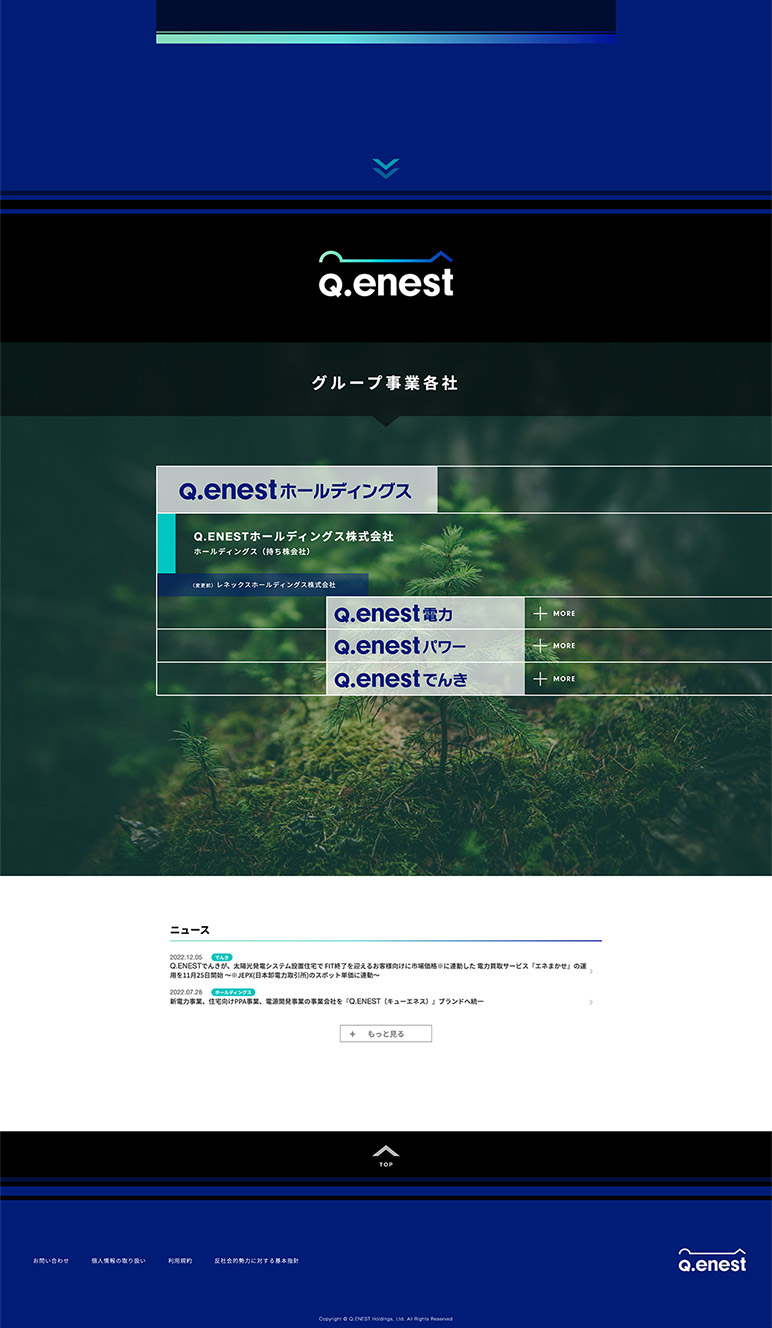 Q.enest
グループ事業各社
Q.enestホールディングス
Q.ENESTホールディングス株式会社
ホールディングス（持ち株会社）
（変更前）レネックスホールディングス株式会社
Q.enest電力
MORE
Q.enestパワー
MORE
Q.enestでんき
MORE
ニュース
2022.12.05 でんき
Q.ENESTでんきが、太陽光発電システム設置住宅で FIT終了を迎えるお客様向けに市場価格※に連動した 電力買取サービス『エネまかせ』の運
用を11月25日開始 〜※JEPX(日本卸電力取引所)のスポット単価に連動〜
2022.07.28 ホールディングス
新電力事業、住宅向けPPA事業、電源開発事業の事業会社を『Q.ENEST（キューエネス）』ブランドへ統一
+ もっと見る
TOP
お問い合わせ 個人情報の取り扱い 利用規約 反社会的勢力に対する基本指針
Q.enest
Copyright © Q.ENEST Holdings, Ltd. All Rights Reserved